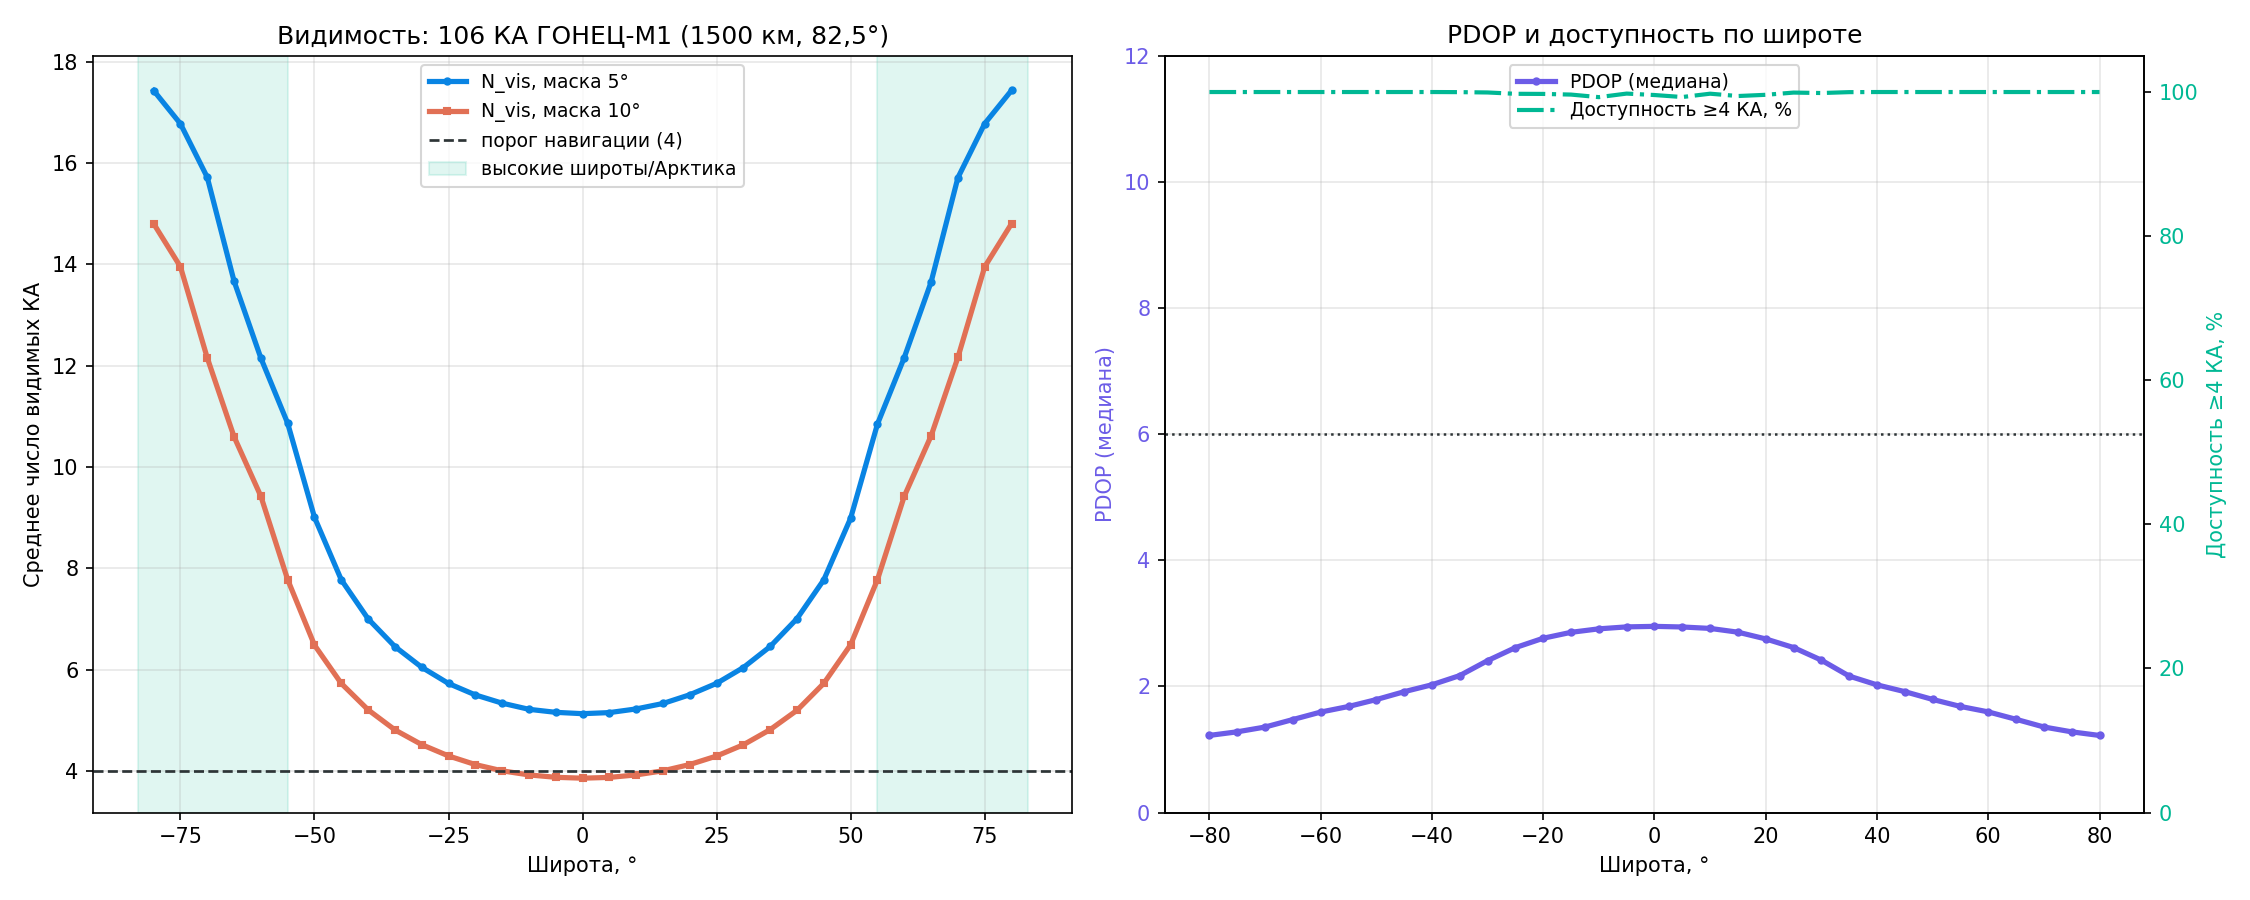 Видимость: 106 КА ГОНЕЦ-М1 (1500 км, 82,5°)
18
16
14
12
10
8
6
4
Среднее число видимых КА
N_vis, маска 5°
N_vis, маска 10°
порог навигации (4)
высокие широты/Арктика
−75
−50
−25
0
25
50
75
Широта, °
PDOP и доступность по широте
12
10
8
6
4
2
0
PDOP (медиана)
PDOP (медиана)
Доступность ≥4 КА, %
100
80
60
40
20
0
Доступность ≥4 КА, %
−80
−60
−40
−20
0
20
40
60
80
Широта, °